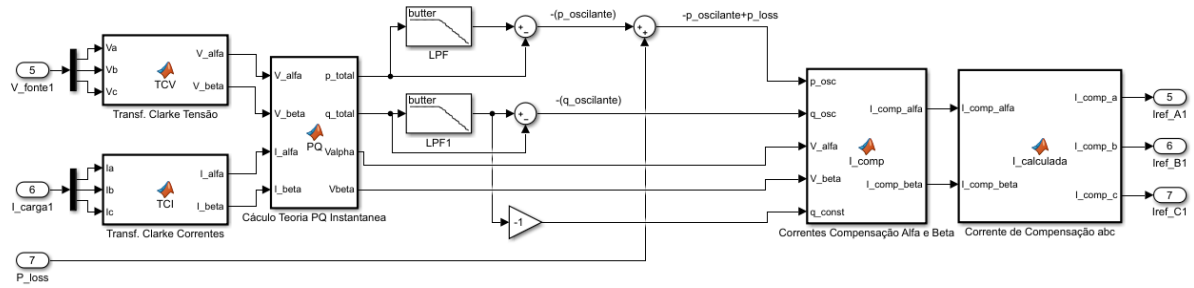 5
V_fonte1
Va
Vb
Vc
TCV
V_alfa
V_beta
Transf. Clarke Tensão
6
I_carga1
Ia
Ib
Ic
TCI
I_alfa
I_beta
Transf. Clarke Correntes
7
P_loss
V_alfa
V_beta
I_alfa
I_beta
PQ
p_total
q_total
Valpha
Vbeta
Cáculo Teoria PQ Instantanea
butter
LPF
-(p_oscilante)
-p_oscilante+p_loss
butter
LPF1
-(q_oscilante)
-1
p_osc
q_osc
V_alfa
V_beta
q_const
I_comp
I_comp_alfa
I_comp_beta
Correntes Compensação Alfa e Beta
I_comp_alfa
I_comp_beta
I_calculada
I_comp_a
I_comp_b
I_comp_c
Corrente de Compensação abc
5
Iref_A1
6
Iref_B1
7
Iref_C1